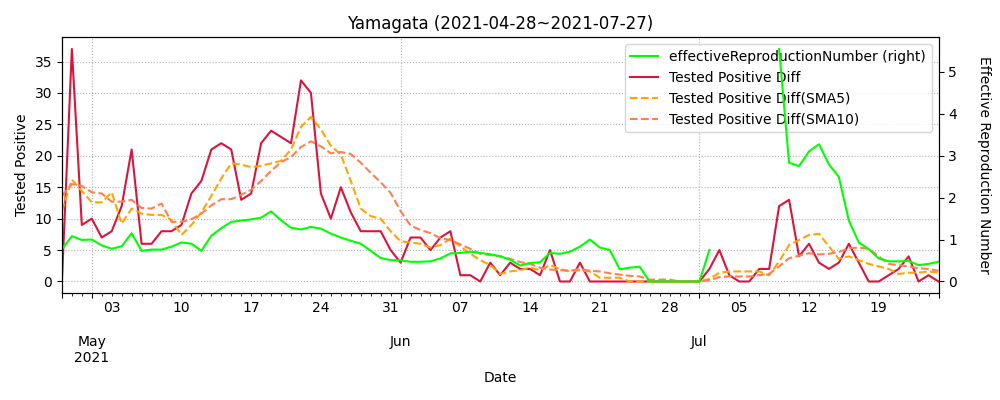 Yamagata (2021-04-28~2021-07-27)
effectiveReproductionNumber (right)
Tested Positive Diff
Tested Positive Diff(SMA5)
Tested Positive Diff(SMA10)
Tested Positive
35
30
25
20
15
10
5
0
Effective Reproduction Number
5
4
3
2
1
0
03 10 17 24 31 07 14 21 28 05 12 19
May Jun Jul
2021
Date